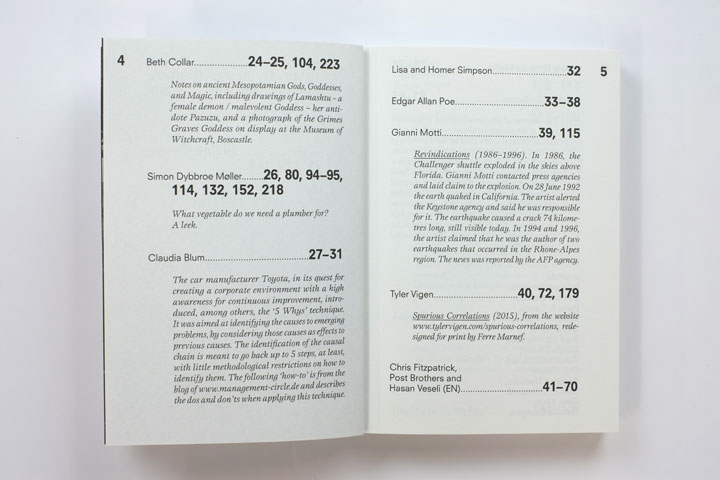 4
Beth Collar....................24–25, 104, 223
Notes on ancient Mesopotamian Gods, Goddesses,
and Magic, including drawings of Lamashtu – a
female demon / malevolent Goddess – her anti-
dote Pazuzu, and a photograph of the Grimes
Graves Goddess on display at the Museum of
Witchcraft, Boscastle.
Simon Dybbroe Møller.........26, 80, 94–95,
114, 132, 152, 218
What vegetable do we need a plumber for?
A leek.
Claudia Blum.......................................27–31
The car manufacturer Toyota, in its quest for
creating a corporate environment with a high
awareness for continuous improvement, intro-
duced, among others, the ‘5 Whys’ technique.
It was aimed at identifying the causes to emerging
problems, by considering those causes as effects to
previous causes. The identification of the causal
chain is meant to go back up to 5 steps, at least,
with little methodological restrictions on how to
identify them. The following ‘how-to’ is from the
blog of www.management-circle.de and describes
the dos and don’ts when applying this technique.
Lisa and Homer Simpson...........................32
5
Edgar Allan Poe.................................33–38
Gianni Motti.....................................39, 115
Revindications (1986–1996). In 1986, the
Challenger shuttle exploded in the skies above
Florida. Gianni Motti contacted press agencies
and laid claim to the explosion. On 28 June 1992
the earth quaked in California. The artist alerted
the Keystone agency and said he was responsible
for it. The earthquake caused a crack 74 kilome-
tres long, still visible today. In 1994 and 1996,
the artist claimed that he was the author of two
earthquakes that occurred in the Rhone-Alpes
region. The news was reported by the AFP agency.
Tyler Vigen................................40, 72, 179
Spurious Correlations (2015), from the website
www.tylervigen.com/spurious-correlations, rede-
signed for print by Ferre Marnef.
Chris Fitzpatrick,
Post Brothers and
Hasan Veseli (EN)..............................41–70